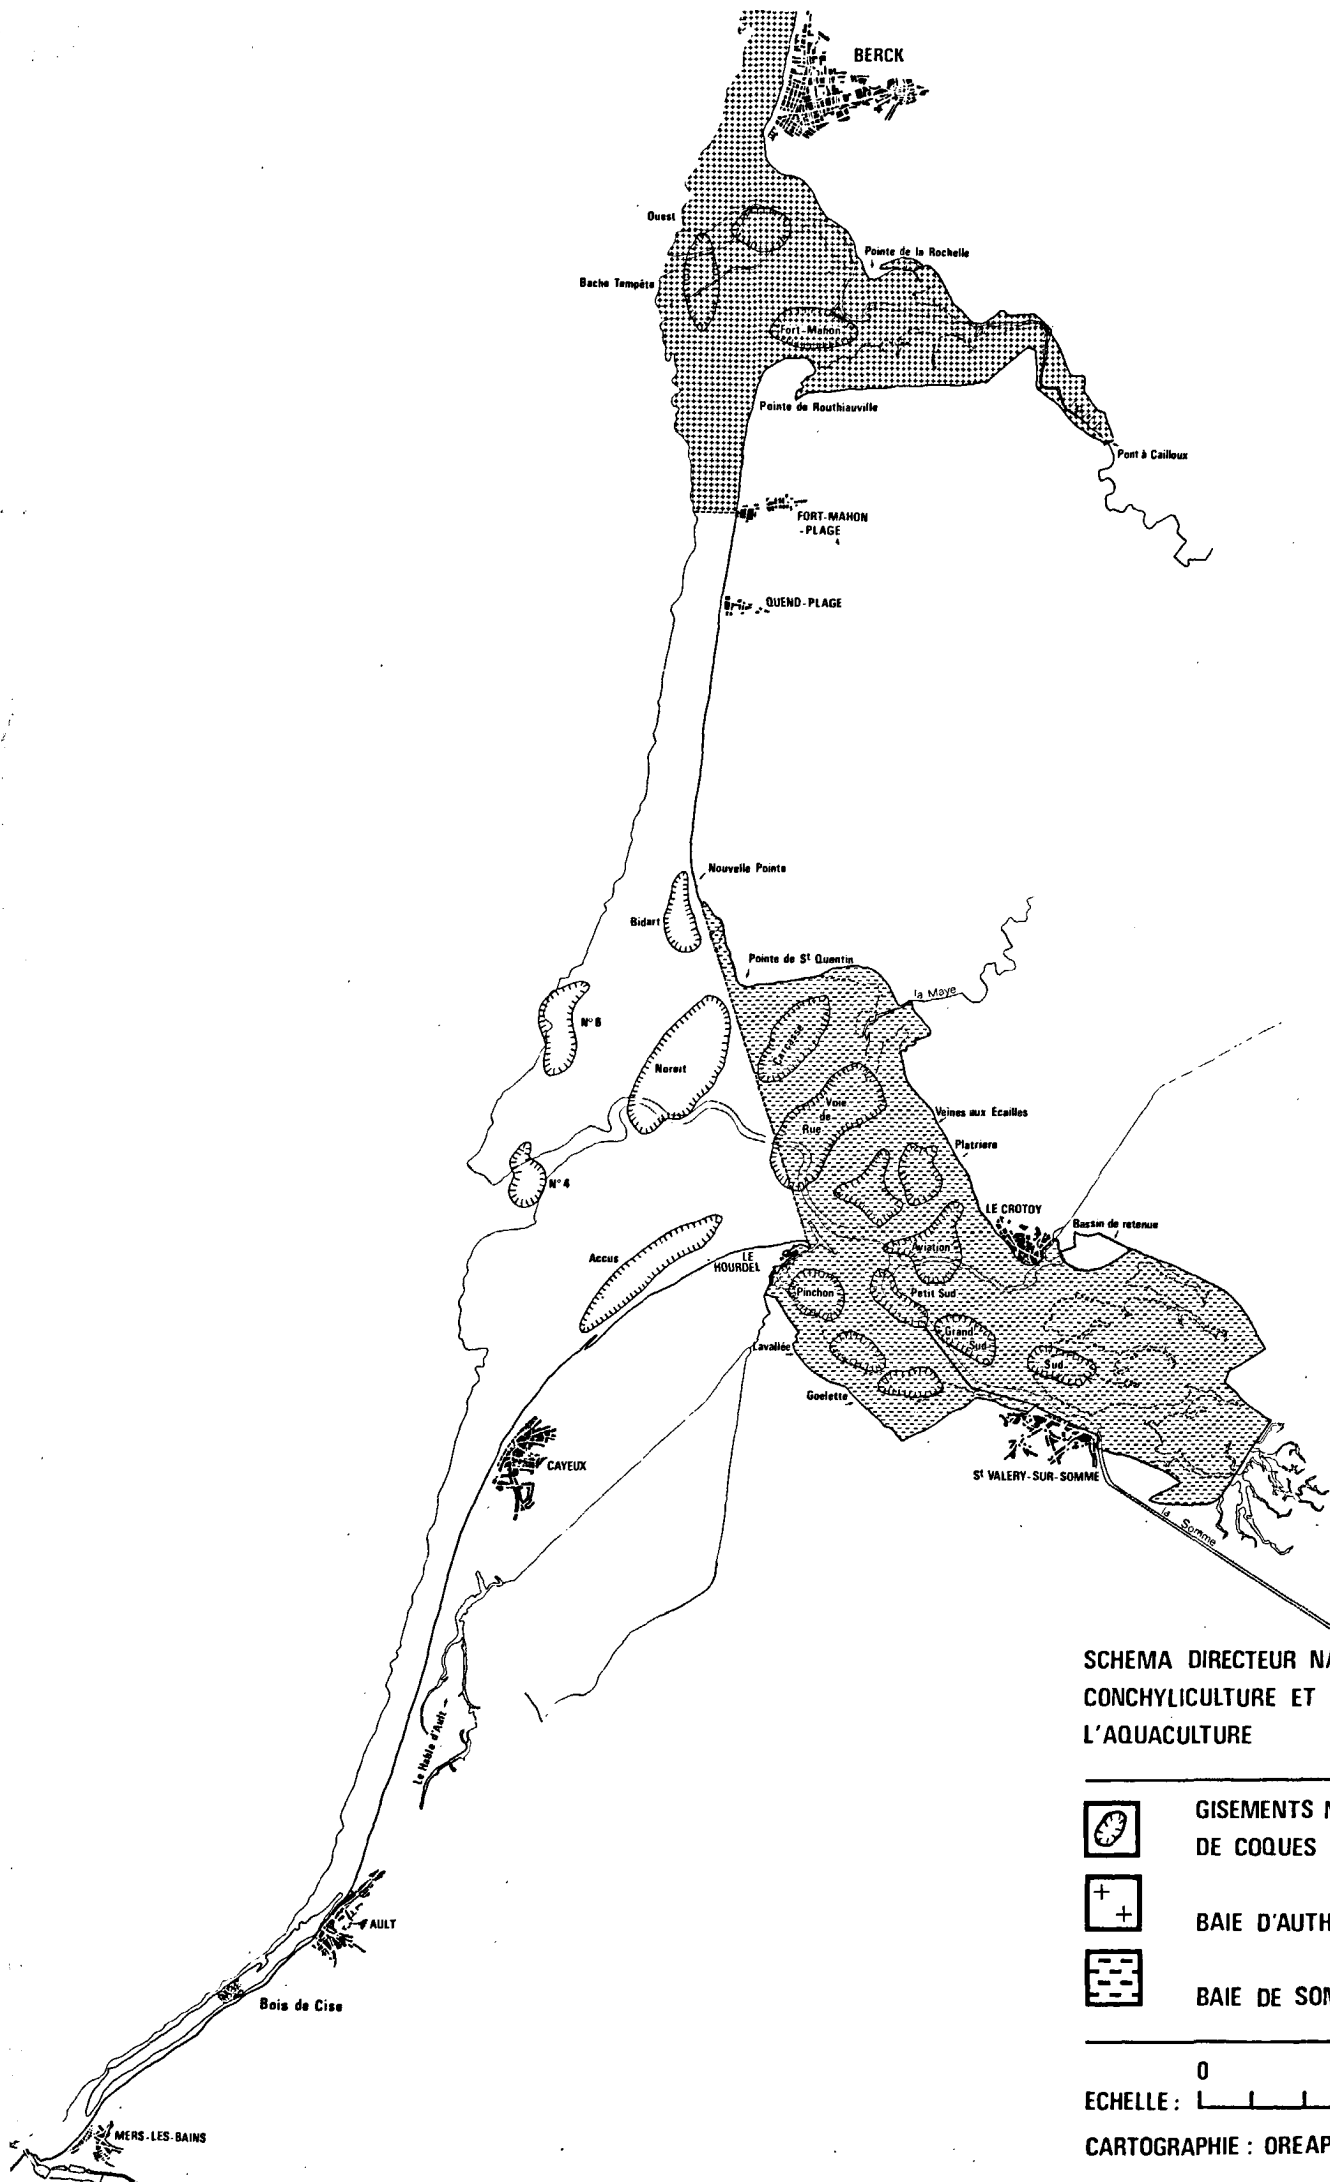 BERCK
Ouest
Pointe de la Rochelle
Bache Tempête
Fort-Mahon
Pointe de Routhiauville
Pont à Cailloux
FORT-MAHON
-PLAGE
QUEND-PLAGE
Nouvelle Pointe
Bidart
Pointe de St Quentin
la Maye
N° 6
Carcasse
Noroit
Voie
de
Rue
Veines aux Ecailles
Platriere
N° 4
LE CROTOY
Bassin de retenue
Accus
LE
HOURDEL
Aviation
Pinchon
Petit Sud
Grand
Sud
Lavallée
Sud
Goelette
CAYEUX
St VALERY-SUR-SOMME
la Somme
Le Hable d'Ault
AULT
Bois de Cise
MERS-LES-BAINS
SCHEMA DIRECTEUR NA
CONCHYLICULTURE ET
L'AQUACULTURE
GISEMENTS N
DE COQUES
BAIE D'AUTH
BAIE DE SOM
0
ECHELLE :
CARTOGRAPHIE : OREAP